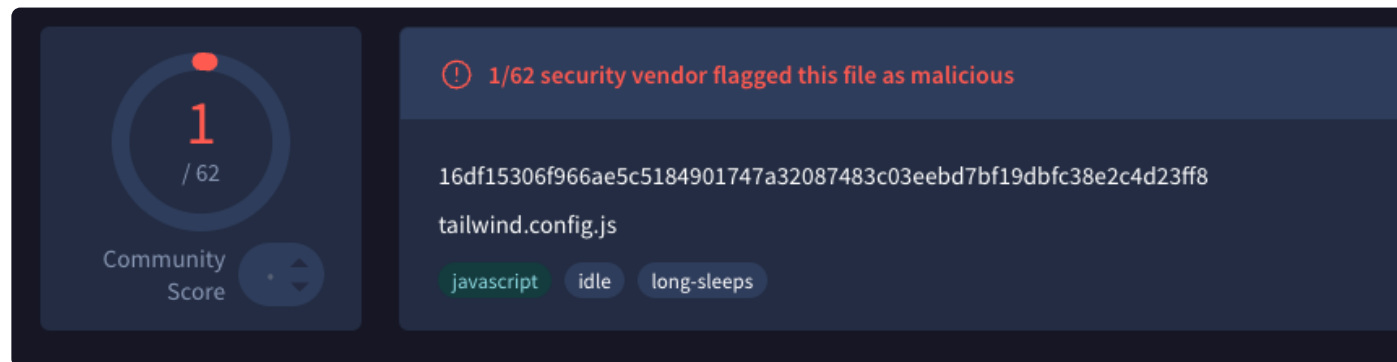 1
/ 62
Community
Score
1/62 security vendor flagged this file as malicious
16df15306f966ae5c5184901747a32087483c03eebd7bf19dbfc38e2c4d23ff8
tailwind.config.js
javascript idle long-sleeps